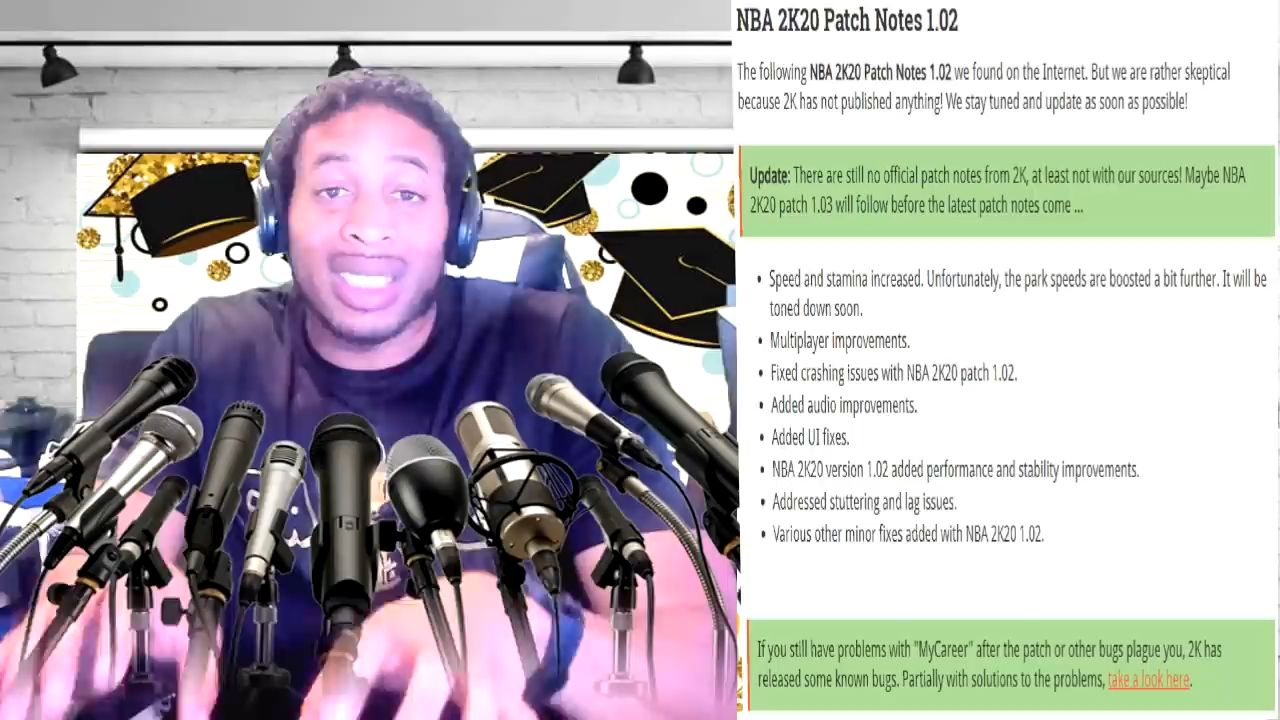 NBA 2K20 Patch Notes 1.02
The following NBA 2K20 Patch Notes 1.02 we found on the Internet. But we are rather skeptical
because 2K has not published anything! We stay tuned and update as soon as possible!
Update: There are still no official patch notes from 2K, at least not with our sources! Maybe NBA
2K20 patch 1.03 will follow before the latest patch notes come ...
• Speed and stamina increased. Unfortunately, the park speeds are boosted a bit further. It will be
toned down soon.
• Multiplayer improvements.
• Fixed crashing issues with NBA 2K20 patch 1.02.
• Added audio improvements.
• Added UI fixes.
• NBA 2K20 version 1.02 added performance and stability improvements.
• Addressed stuttering and lag issues.
• Various other minor fixes added with NBA 2K20 1.02.
If you still have problems with "MyCareer" after the patch or other bugs plague you, 2K has
released some known bugs. Partially with solutions to the problems, take a look here.